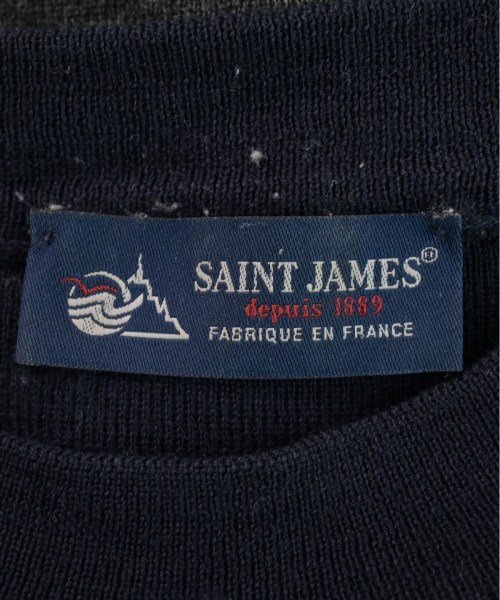 SAINT JAMES®
depuis 1889
FABRIQUE EN FRANCE